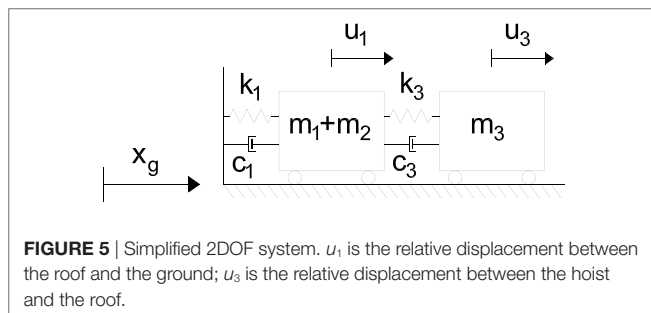 u₁ u₃
k₁ k₃
m₁+m₂ m₃
c₁ c₃
xg
FIGURE 5 | Simplified 2DOF system. u₁ is the relative displacement between
the roof and the ground; u₃ is the relative displacement between the hoist
and the roof.